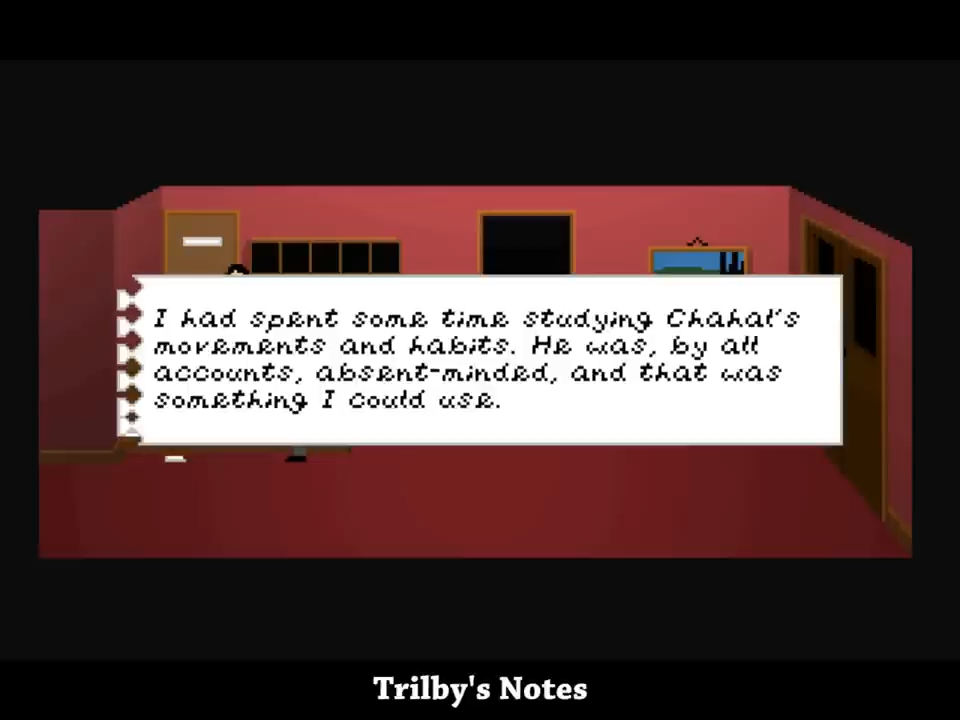 I had spent some time studying Chahal's
movements and habits. He was, by all
accounts, absent-minded, and that was
something I could use.
Trilby's Notes